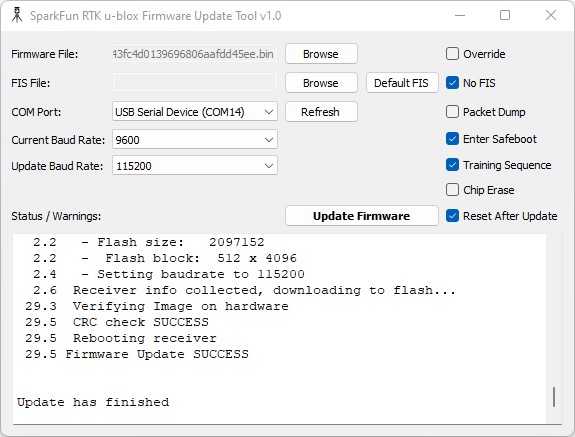 SparkFun RTK u-blox Firmware Update Tool v1.0
Firmware File: 43fc4d0139696806aafdd45ee.bin Browse Override
FIS File: Browse Default FIS No FIS
COM Port: USB Serial Device (COM14) Refresh Packet Dump
Current Baud Rate: 9600 Enter Safeboot
Update Baud Rate: 115200 Training Sequence
Chip Erase
Status / Warnings: Update Firmware Reset After Update
2.2 - Flash size: 2097152
2.2 - Flash block: 512 x 4096
2.4 - Setting baudrate to 115200
2.6 Receiver info collected, downloading to flash...
29.3 Verifying Image on hardware
29.5 CRC check SUCCESS
29.5 Rebooting receiver
29.5 Firmware Update SUCCESS
Update has finished